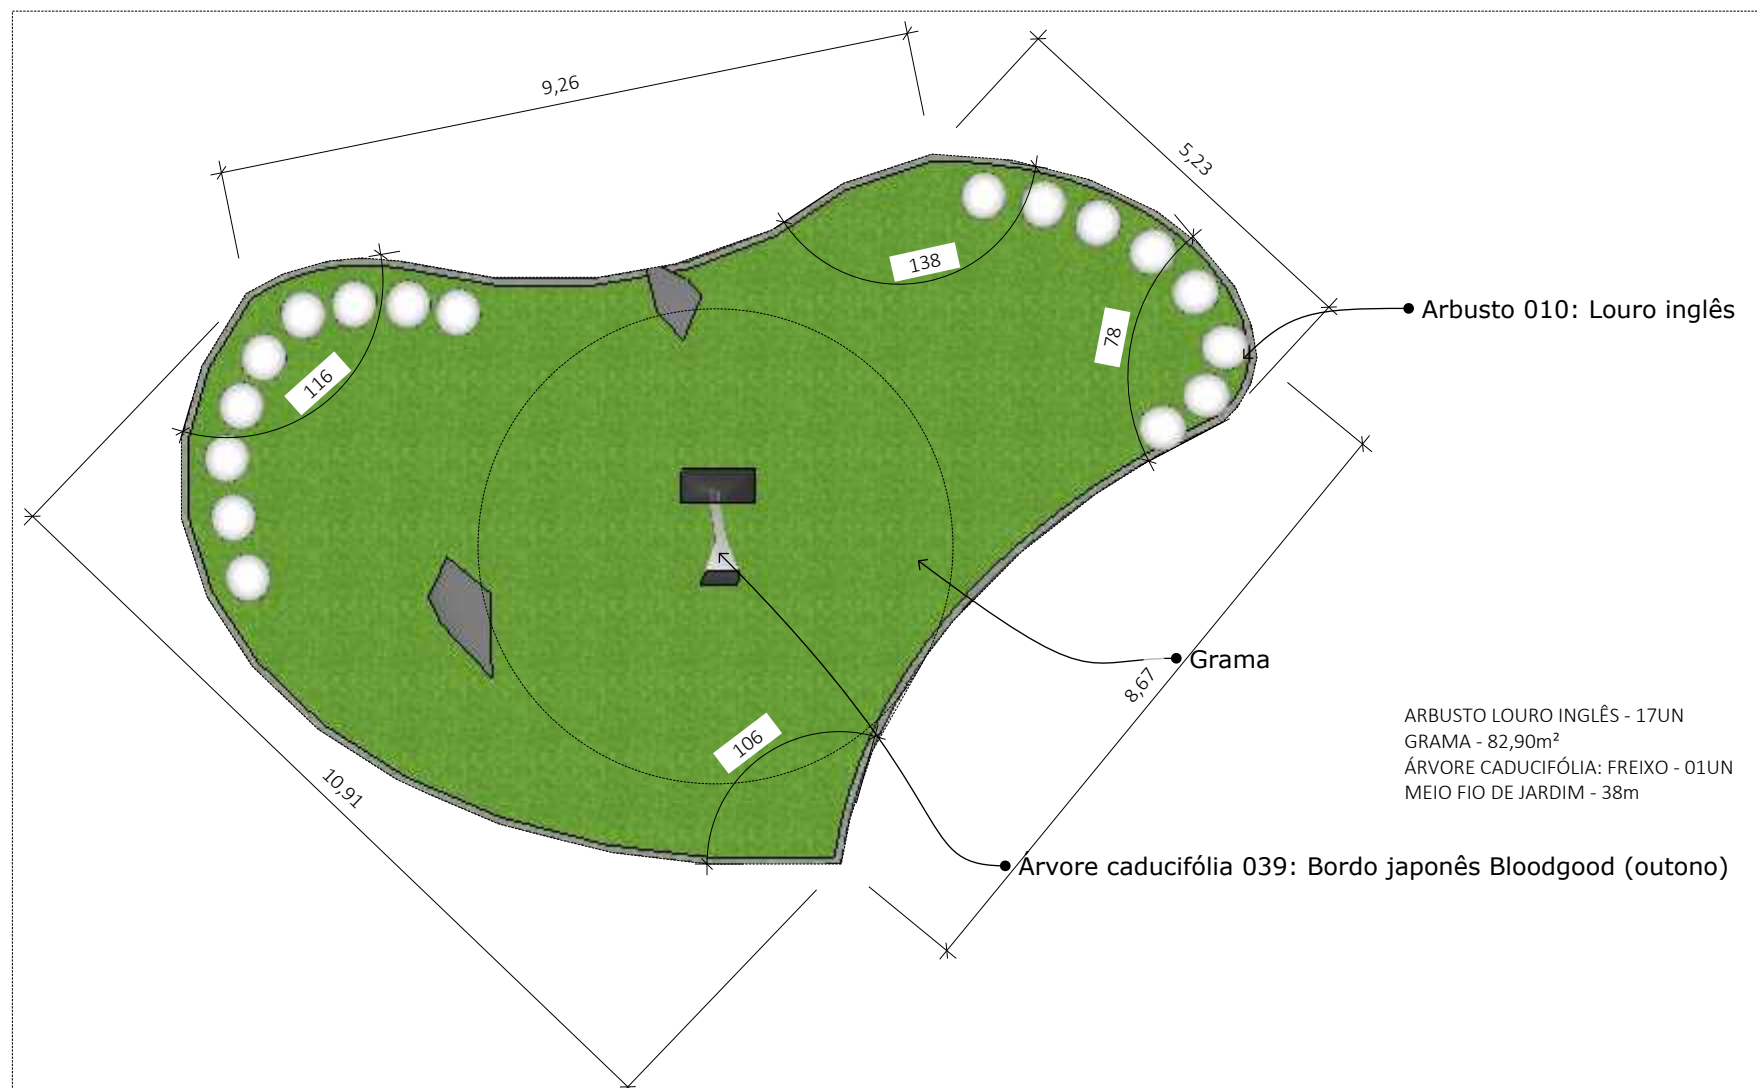 9,26
5,23
138
78
Arbusto 010: Louro inglês
116
Grama
8,67
106
10,91
ARBUSTO LOURO INGLÊS - 17UN
GRAMA - 82,90m²
ÁRVORE CADUCIFÓLIA: FREIXO - 01UN
MEIO FIO DE JARDIM - 38m
Árvore caducifólia 039: Bordo japonês Bloodgood (outono)